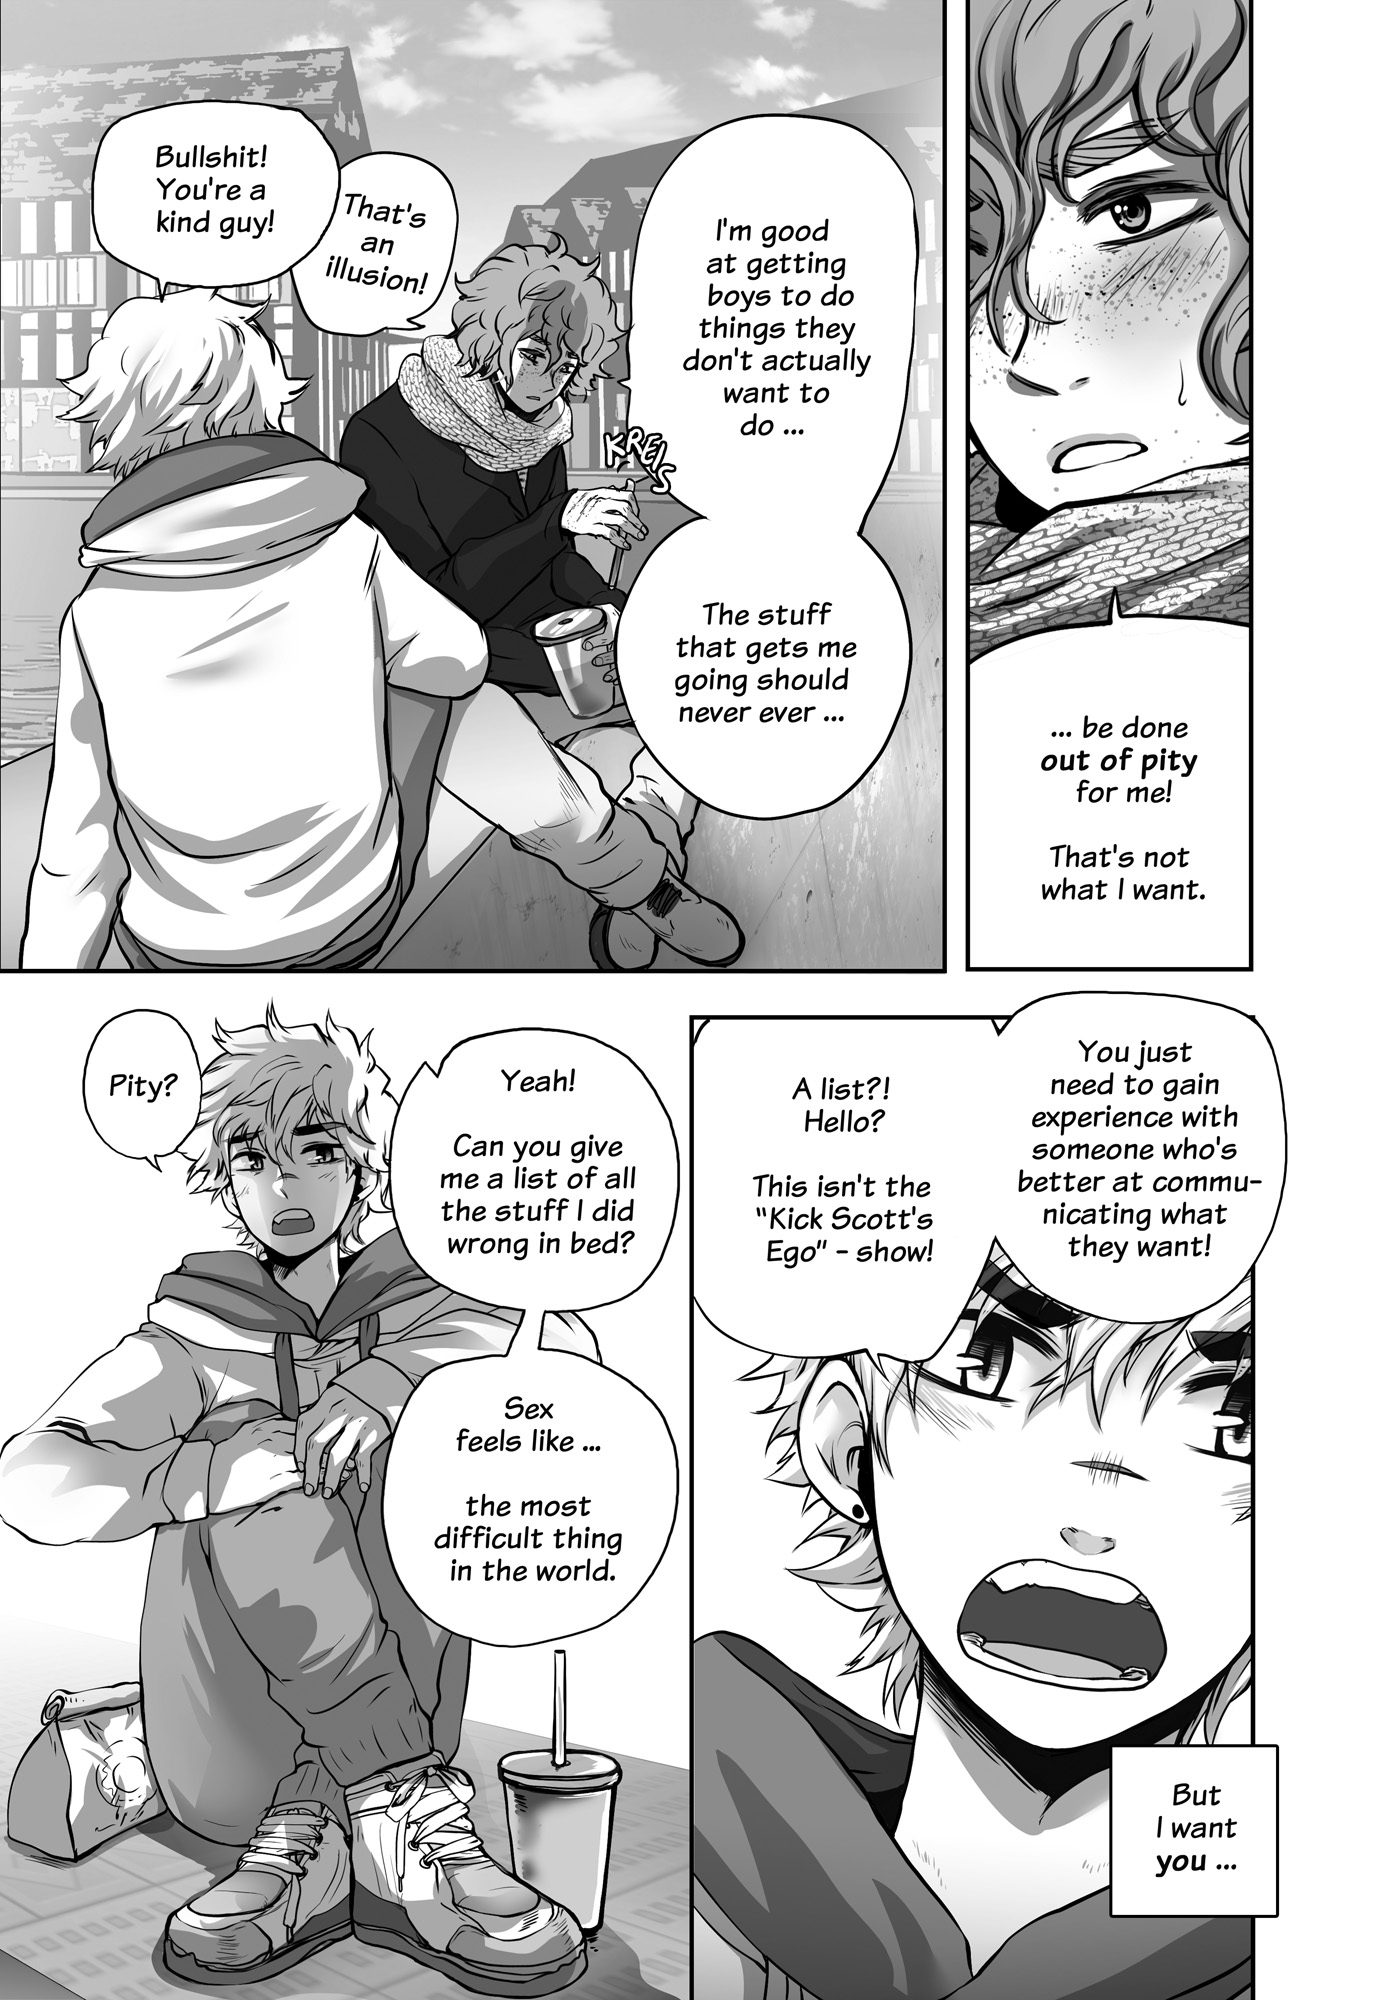 Bullshit!
You're a
kind guy!
That's
an
illusion!
I'm good
at getting
boys to do
things they
don't actually
want to
do ...
KREIS
The stuff
that gets me
going should
never ever ...
... be done
out of pity
for me!
That's not
what I want.
Pity?
Yeah!
Can you give
me a list of all
the stuff I did
wrong in bed?
Sex
feels like ...
the most
difficult thing
in the world.
A list?!
Hello?
This isn't the
“Kick Scott's
Ego” - show!
You just
need to gain
experience with
someone who's
better at commu-
nicating what
they want!
But
I want
you ...